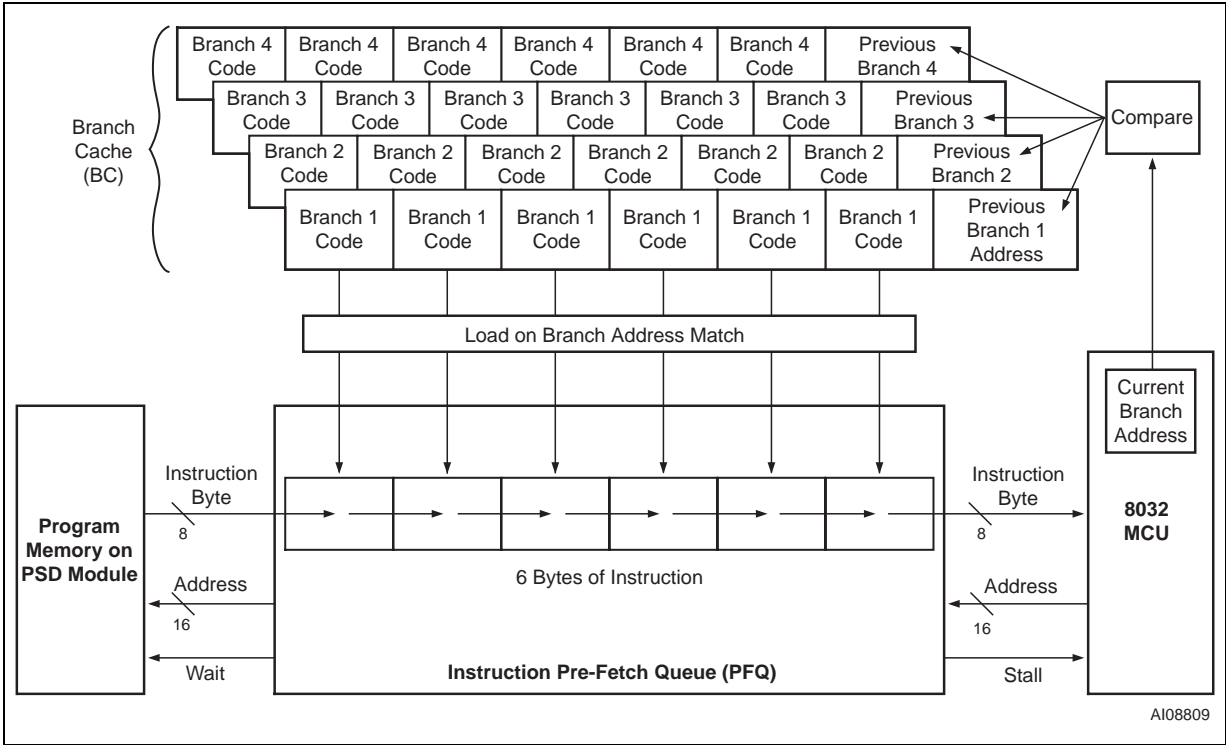 Branch 4 Code
Branch 4 Code
Branch 4 Code
Branch 4 Code
Branch 4 Code
Branch 4 Code
Previous Branch 4
Branch 3 Code
Branch 3 Code
Branch 3 Code
Branch 3 Code
Branch 3 Code
Branch 3 Code
Previous Branch 3
Compare
Branch Cache (BC)
Branch 2 Code
Branch 2 Code
Branch 2 Code
Branch 2 Code
Branch 2 Code
Branch 2 Code
Previous Branch 2
Branch 1 Code
Branch 1 Code
Branch 1 Code
Branch 1 Code
Branch 1 Code
Branch 1 Code
Previous Branch 1 Address
Load on Branch Address Match
Current Branch Address
Instruction Byte
8
Instruction Byte
8
Program Memory on PSD Module
8032 MCU
6 Bytes of Instruction
Address
16
Address
16
Wait
Instruction Pre-Fetch Queue (PFQ)
Stall
AI08809